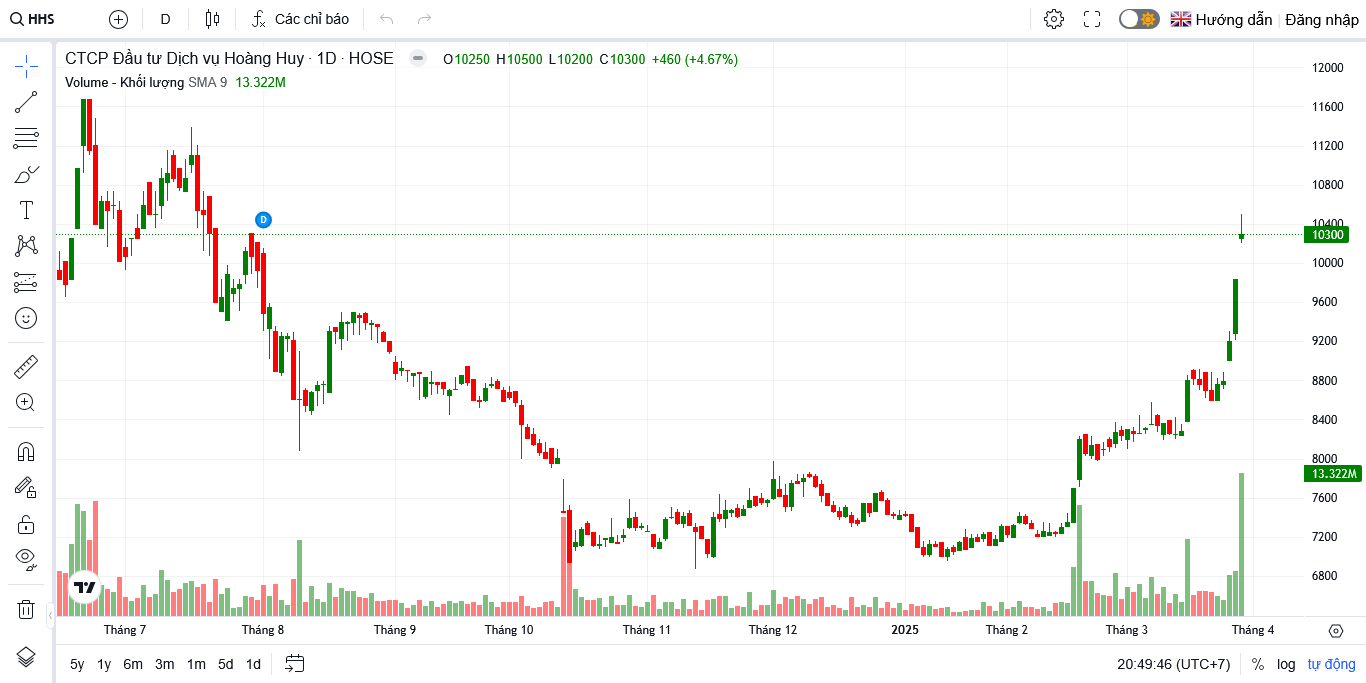 HHS
D
Các chỉ báo
Hướng dẫn
Đăng nhập
CTCP Đầu tư Dịch vụ Hoàng Huy · 1D · HOSE
O10250 H10500 L10200 C10300 +460 (+4.67%)
Volume - Khối lượng SMA 9 13.322M
12000
11600
11200
10800
10400
10300
10000
9600
9200
8800
8400
8000
13.322M
7600
7200
6800
D
Tháng 7
Tháng 8
Tháng 9
Tháng 10
Tháng 11
Tháng 12
2025
Tháng 2
Tháng 3
Tháng 4
5y 1y 6m 3m 1m 5d 1d
20:49:46 (UTC+7)
% log tự động